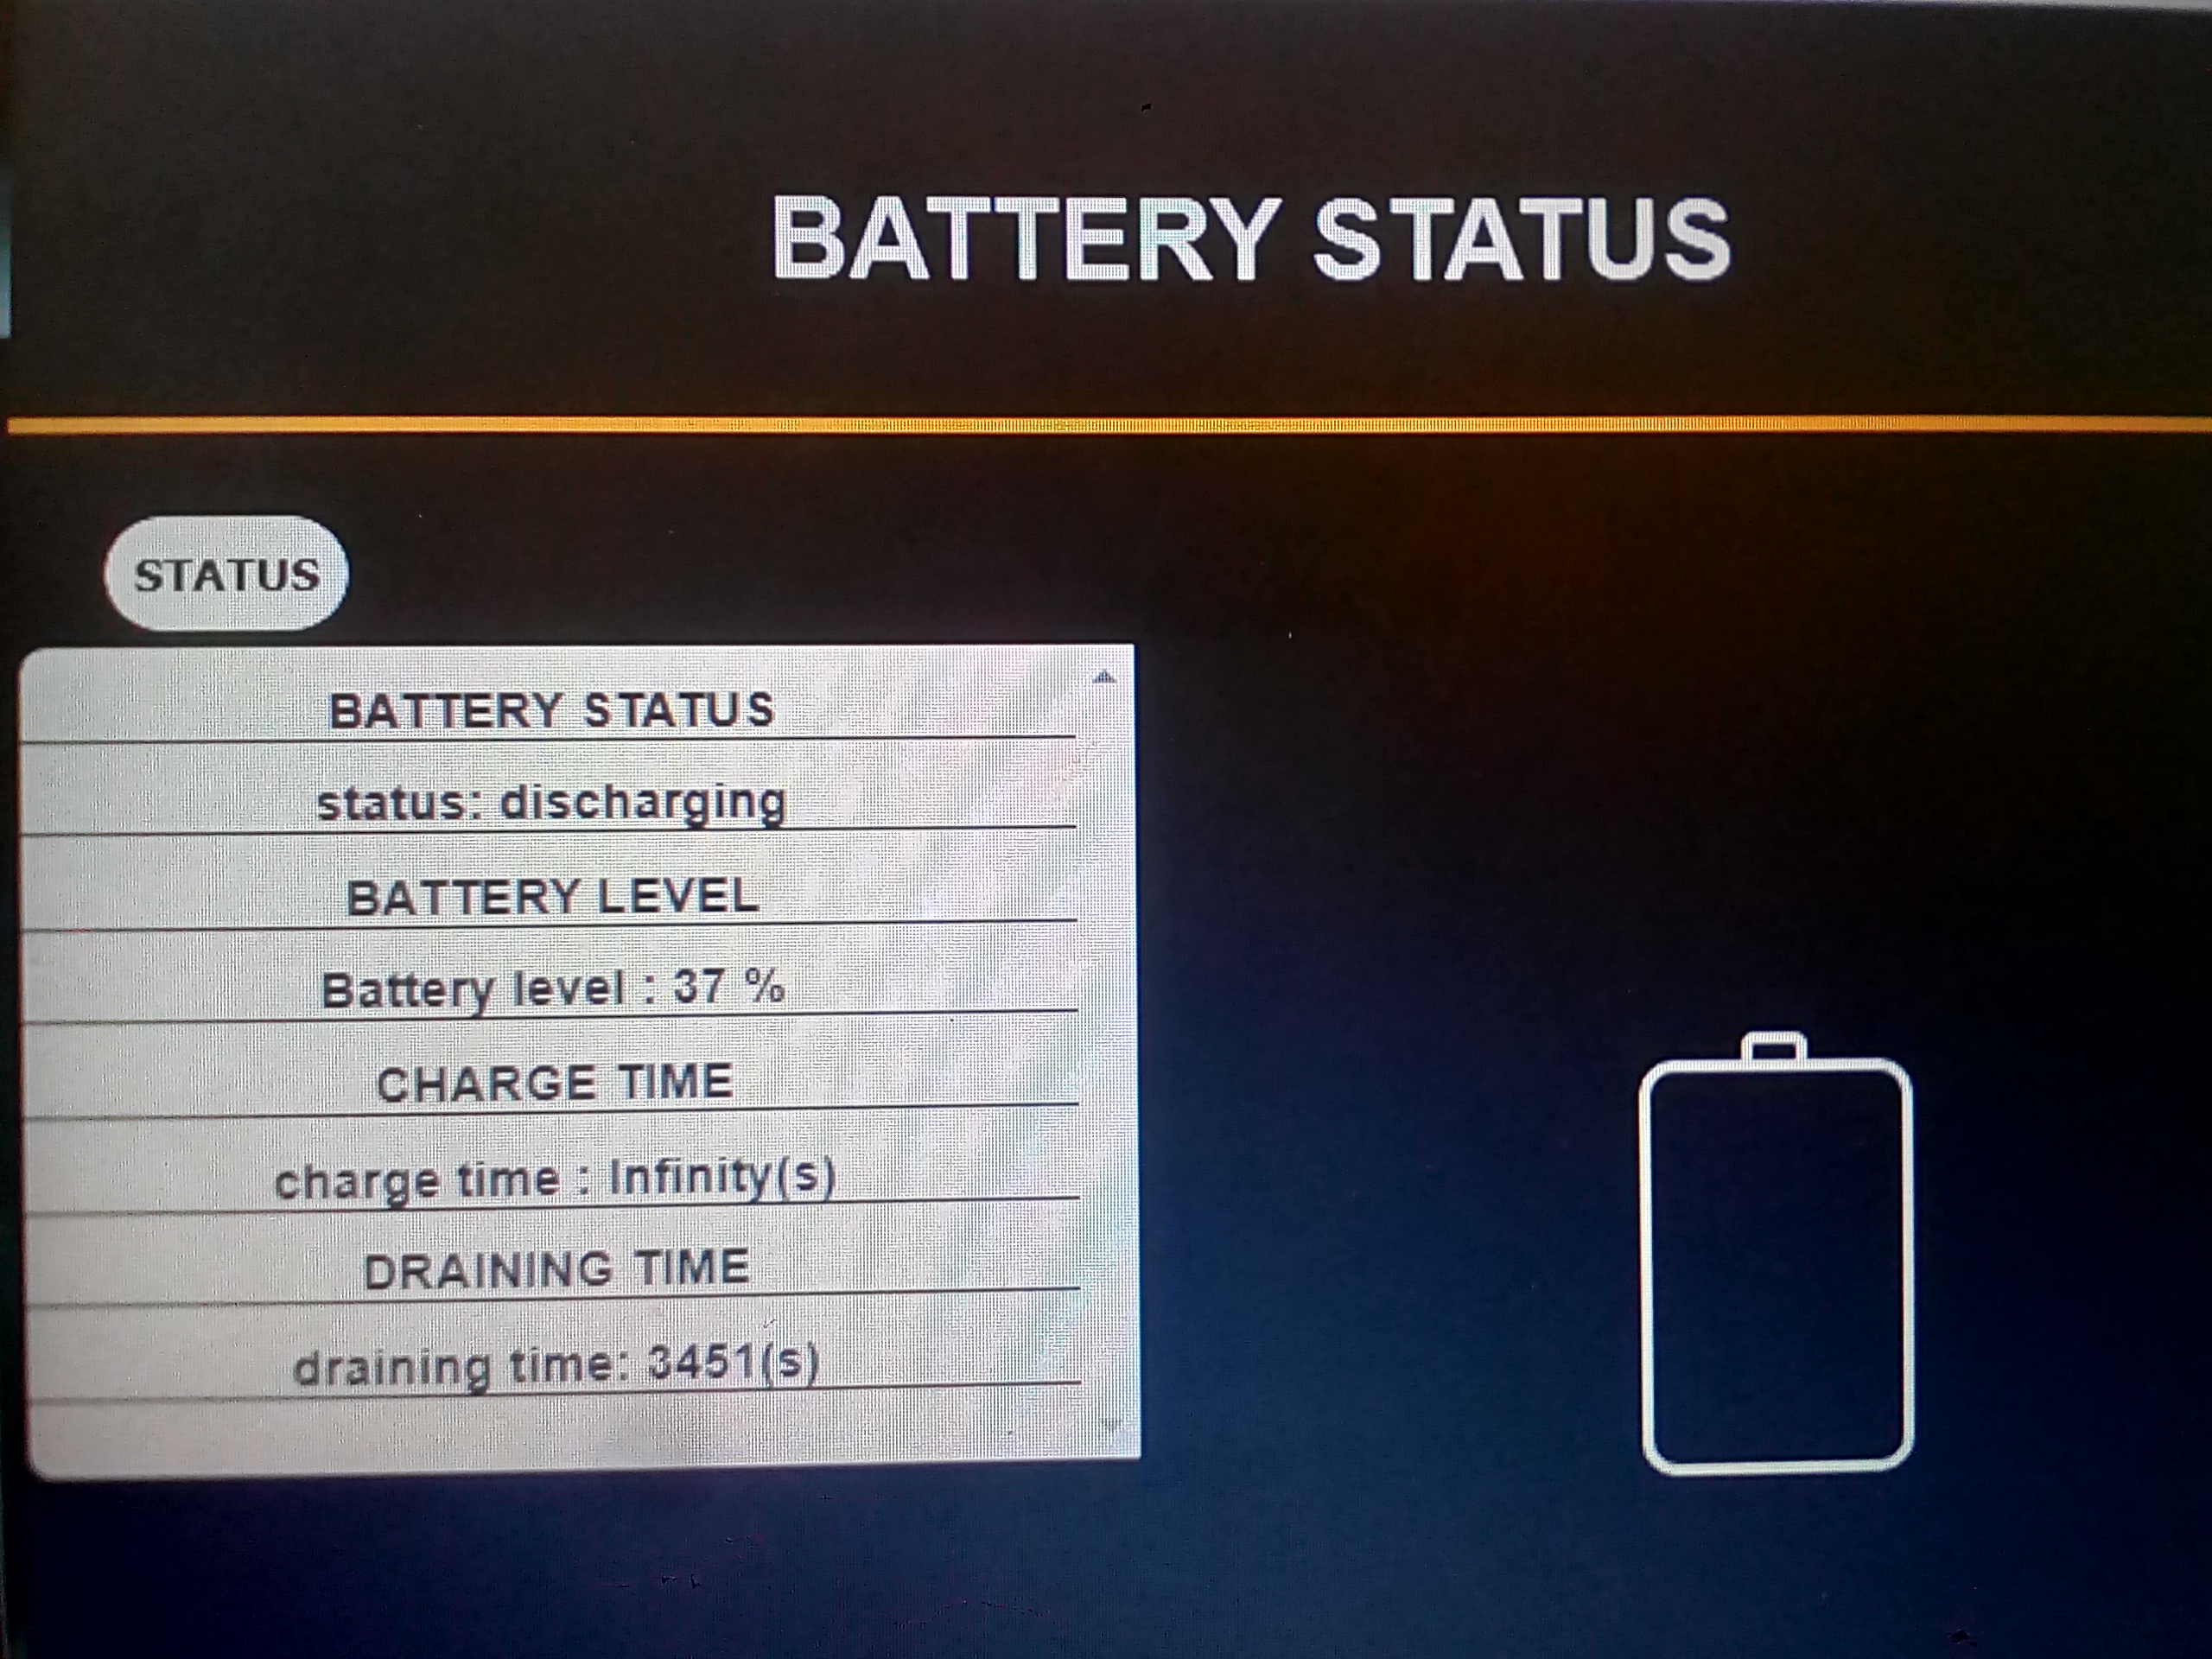 BATTERY STATUS
STATUS
BATTERY STATUS
status: discharging
BATTERY LEVEL
Battery level : 37 %
CHARGE TIME
charge time : Infinity(s)
DRAINING TIME
draining time: 3451(s)